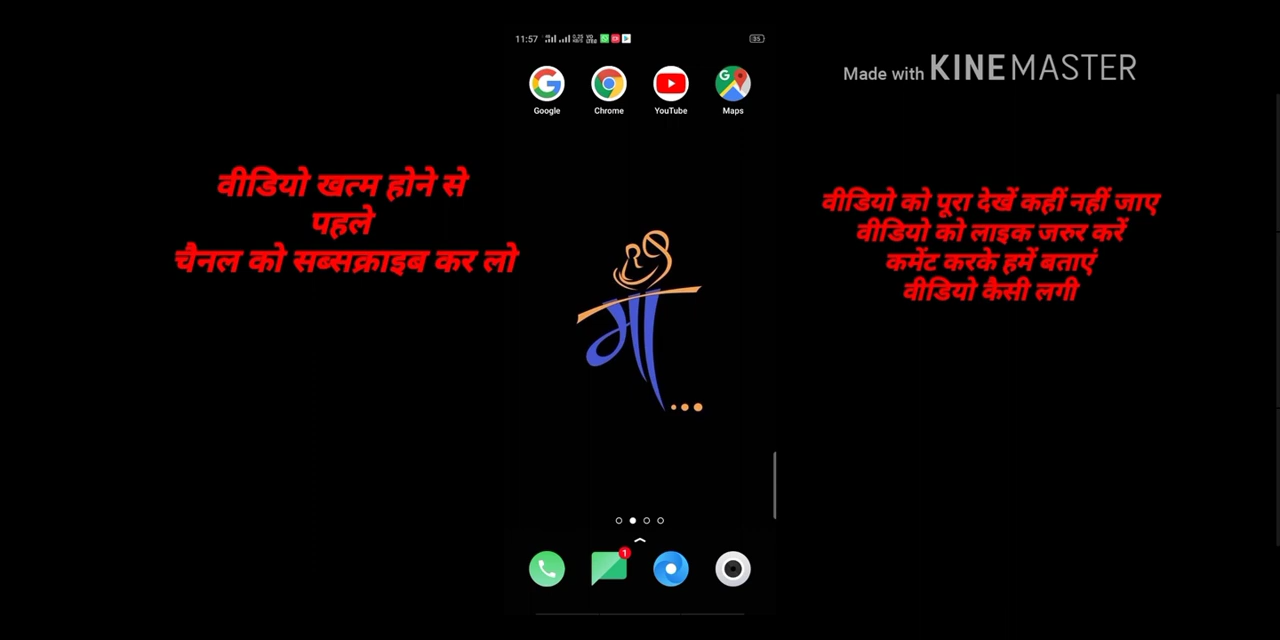 11:57
Made with KINEMASTER
Google Chrome YouTube Maps
वीडियो खत्म होने से
पहले
चैनल को सब्सक्राइब कर लो
वीडियो को पूरा देखें कहीं नहीं जाए
वीडियो को लाइक जरुर करें
कमेंट करके हमें बताएं
वीडियो कैसी लगी
माँ...
1